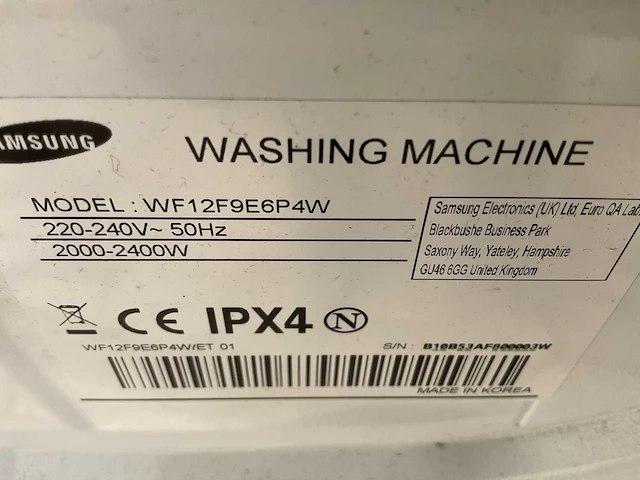 SAMSUNG
WASHING MACHINE
MODEL : WF12F9E6P4W
220-240V~ 50Hz
2000-2400W
Samsung Electronics (UK) Ltd, Euro QA Lab.
Blackbushe Business Park
Saxony Way, Yateley, Hampshire
GU46 6GG United Kingdom
CE IPX4 N
WF12F9E6P4W/ET 01
S/N : B10B53AF800003W
MADE IN KOREA